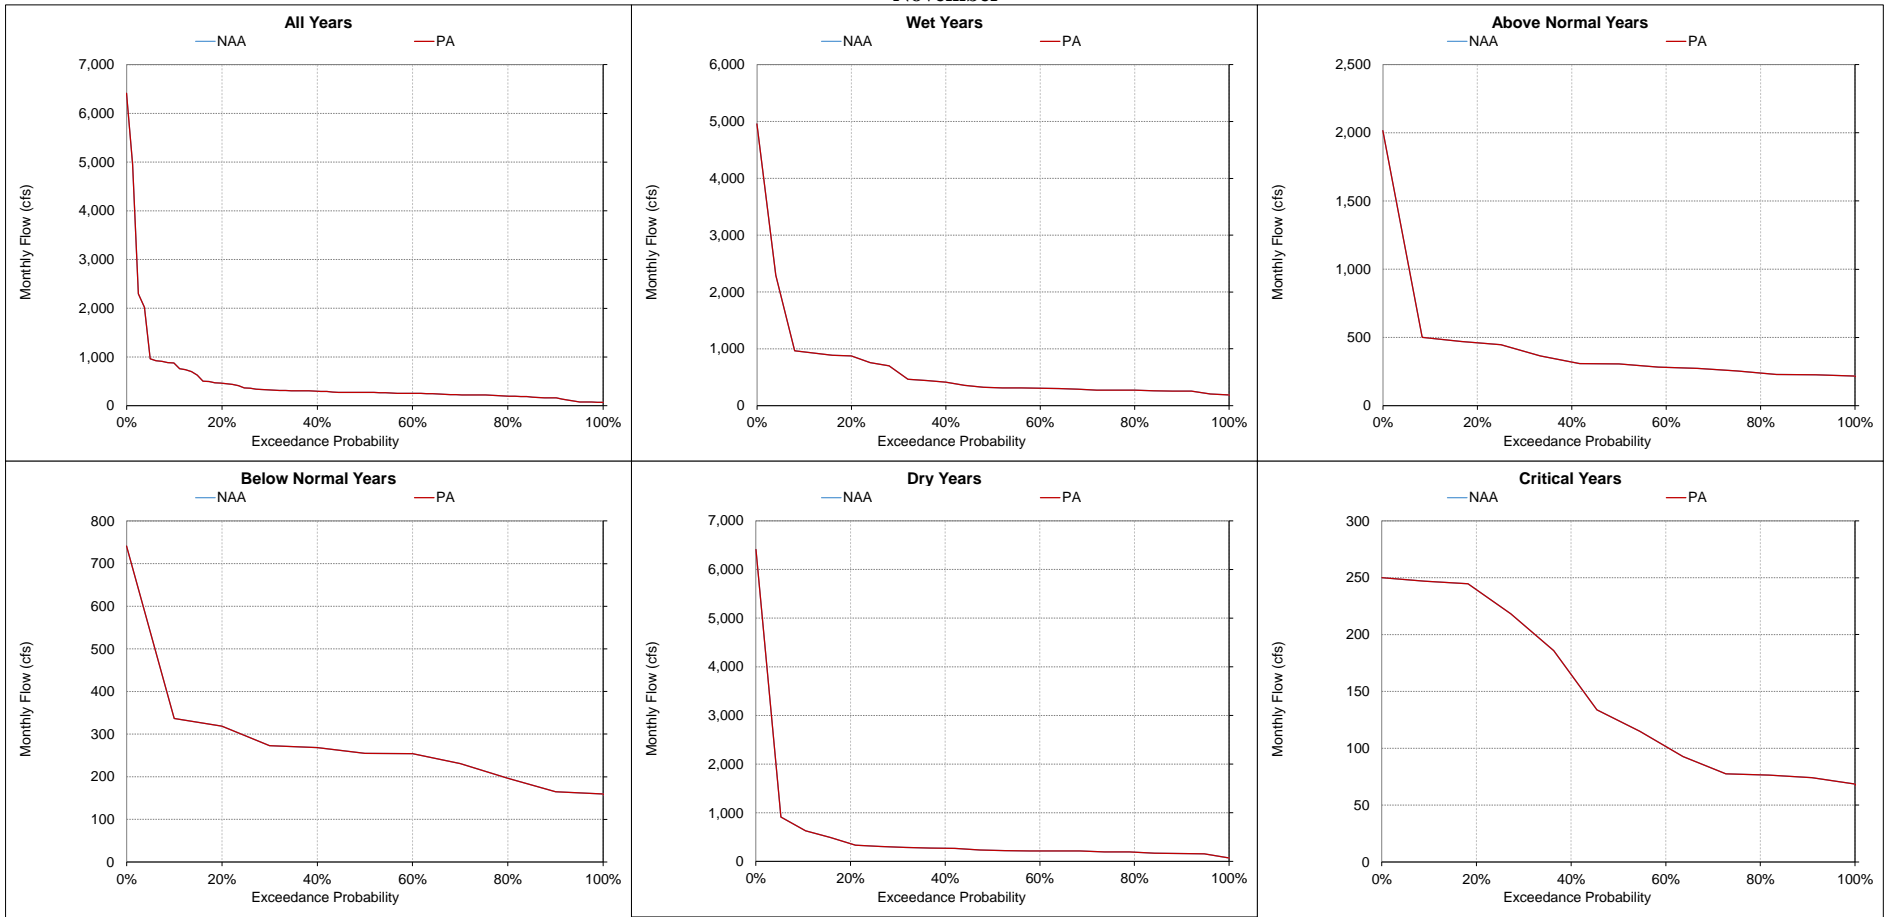 All Years
NAA PA
7,000
6,000
5,000
4,000
3,000
2,000
1,000
0
Monthly Flow (cfs)
0% 20% 40% 60% 80% 100%
Exceedance Probability
Wet Years
NAA PA
6,000
5,000
4,000
3,000
2,000
1,000
0
Monthly Flow (cfs)
0% 20% 40% 60% 80% 100%
Exceedance Probability
Above Normal Years
NAA PA
2,500
2,000
1,500
1,000
500
0
Monthly Flow (cfs)
0% 20% 40% 60% 80% 100%
Exceedance Probability
Below Normal Years
NAA PA
800
700
600
500
400
300
200
100
0
Monthly Flow (cfs)
0% 20% 40% 60% 80% 100%
Exceedance Probability
Dry Years
NAA PA
7,000
6,000
5,000
4,000
3,000
2,000
1,000
0
Monthly Flow (cfs)
0% 20% 40% 60% 80% 100%
Exceedance Probability
Critical Years
NAA PA
300
250
200
150
100
50
0
Monthly Flow (cfs)
0% 20% 40% 60% 80% 100%
Exceedance Probability